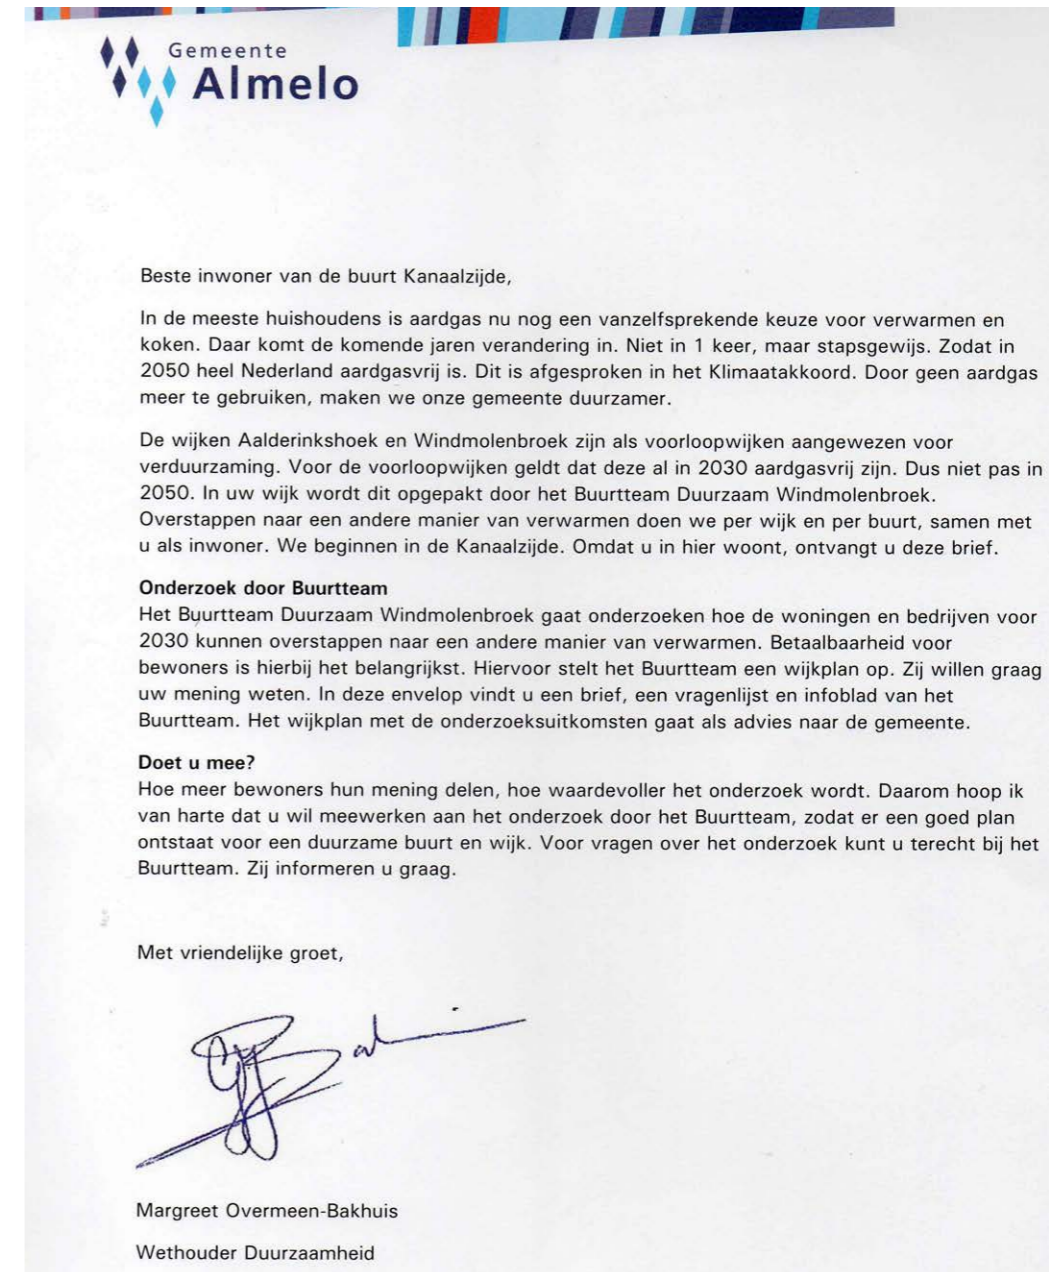 Gemeente
Almelo
Beste inwoner van de buurt Kanaalzijde,
In de meeste huishoudens is aardgas nu nog een vanzelfsprekende keuze voor verwarmen en
koken. Daar komt de komende jaren verandering in. Niet in 1 keer, maar stapsgewijs. Zodat in
2050 heel Nederland aardgasvrij is. Dit is afgesproken in het Klimaatakkoord. Door geen aardgas
meer te gebruiken, maken we onze gemeente duurzamer.
De wijken Aalderinkshoek en Windmolenbroek zijn als voorloopwijken aangewezen voor
verduurzaming. Voor de voorloopwijken geldt dat deze al in 2030 aardgasvrij zijn. Dus niet pas in
2050. In uw wijk wordt dit opgepakt door het Buurtteam Duurzaam Windmolenbroek.
Overstappen naar een andere manier van verwarmen doen we per wijk en per buurt, samen met
u als inwoner. We beginnen in de Kanaalzijde. Omdat u in hier woont, ontvangt u deze brief.
Onderzoek door Buurtteam
Het Buurtteam Duurzaam Windmolenbroek gaat onderzoeken hoe de woningen en bedrijven voor
2030 kunnen overstappen naar een andere manier van verwarmen. Betaalbaarheid voor
bewoners is hierbij het belangrijkst. Hiervoor stelt het Buurtteam een wijkplan op. Zij willen graag
uw mening weten. In deze envelop vindt u een brief, een vragenlijst en infoblad van het
Buurtteam. Het wijkplan met de onderzoeksuitkomsten gaat als advies naar de gemeente.
Doet u mee?
Hoe meer bewoners hun mening delen, hoe waardevoller het onderzoek wordt. Daarom hoop ik
van harte dat u wil meewerken aan het onderzoek door het Buurtteam, zodat er een goed plan
ontstaat voor een duurzame buurt en wijk. Voor vragen over het onderzoek kunt u terecht bij het
Buurtteam. Zij informeren u graag.
Met vriendelijke groet,
Margreet Overmeen-Bakhuis
Wethouder Duurzaamheid